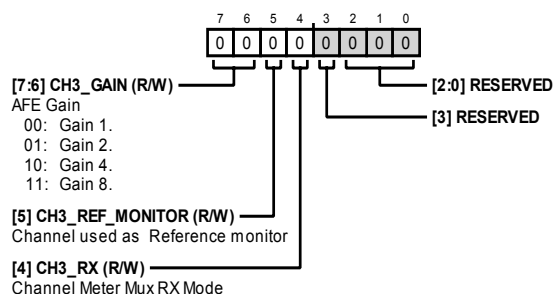 7 6 5 4 3 2 1 0
0 0 0 0 0 0 0 0
[7:6] CH3_GAIN (R/W)
[2:0] RESERVED
AFE Gain
[3] RESERVED
00: Gain 1.
01: Gain 2.
10: Gain 4.
11: Gain 8.
[5] CH3_REF_MONITOR (R/W)
Channel used as Reference monitor
[4] CH3_RX (R/W)
Channel Meter Mux RX Mode